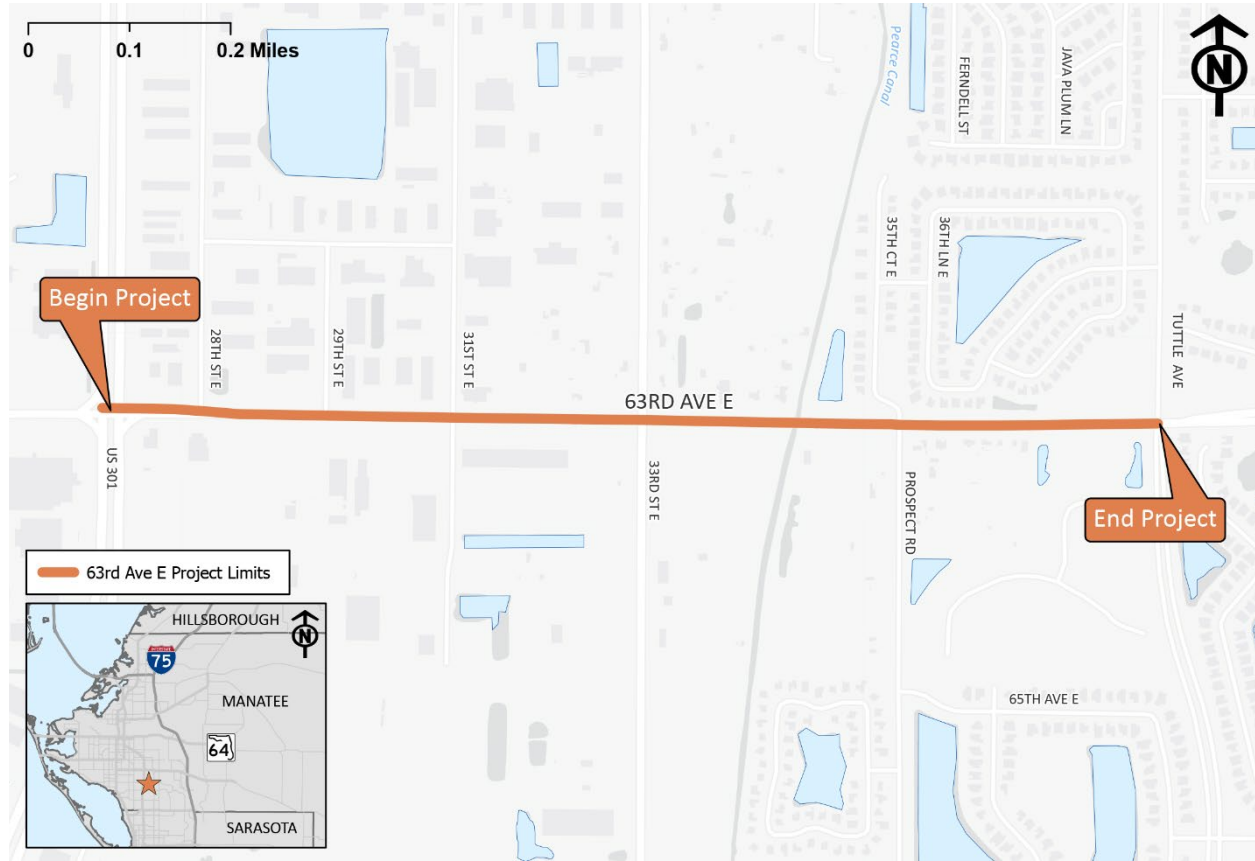 0 0.1 0.2 Miles
N
Pearce Canal
FERNDELL ST
JAVA PLUM LN
35TH CT E
36TH LN E
TUTTLE AVE
Begin Project
28TH ST E
29TH ST E
31ST ST E
63RD AVE E
US 301
33RD ST E
PROSPECT RD
End Project
65TH AVE E
63rd Ave E Project Limits
HILLSBOROUGH
N
75
MANATEE
64
SARASOTA